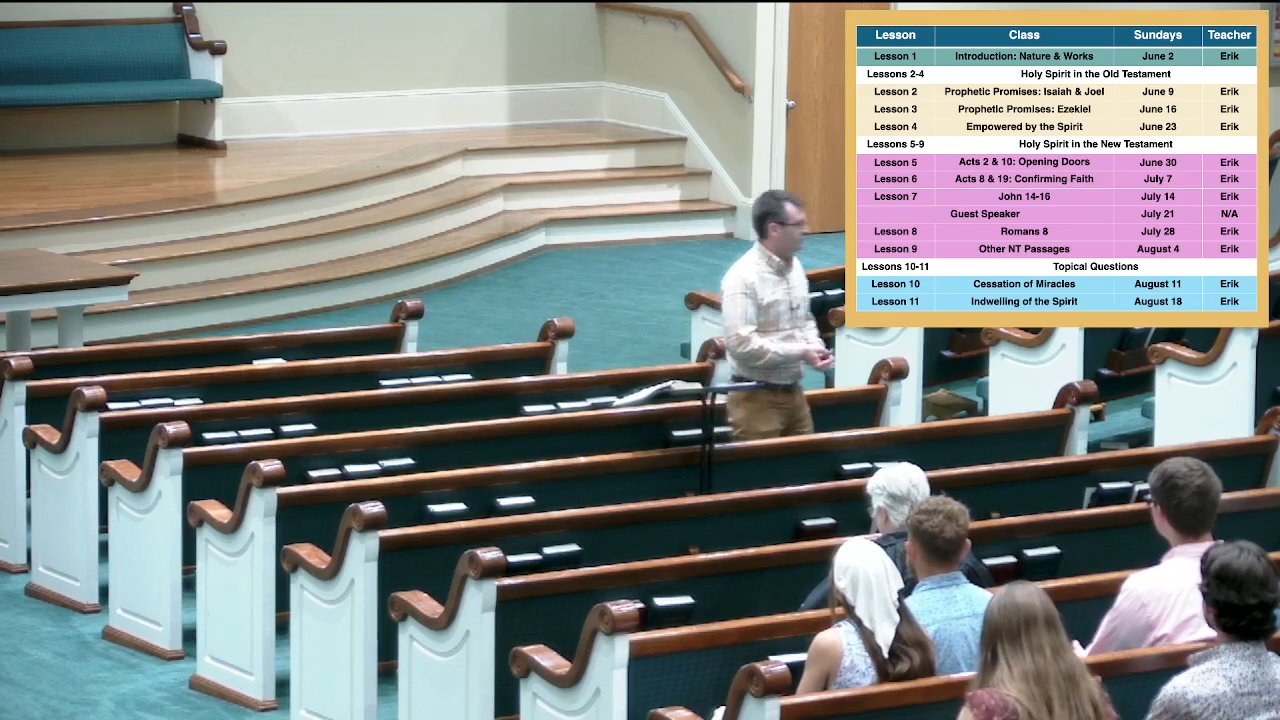 Lesson Class Sundays Teacher
Lesson 1 Introduction: Nature & Works June 2 Erik
Lessons 2-4 Holy Spirit in the Old Testament
Lesson 2 Prophetic Promises: Isaiah & Joel June 9 Erik
Lesson 3 Prophetic Promises: Ezekiel June 16 Erik
Lesson 4 Empowered by the Spirit June 23 Erik
Lessons 5-9 Holy Spirit in the New Testament
Lesson 5 Acts 2 & 10: Opening Doors June 30 Erik
Lesson 6 Acts 8 & 19: Confirming Faith July 7 Erik
Lesson 7 John 14-16 July 14 Erik
Guest Speaker July 21 N/A
Lesson 8 Romans 8 July 28 Erik
Lesson 9 Other NT Passages August 4 Erik
Lessons 10-11 Topical Questions
Lesson 10 Cessation of Miracles August 11 Erik
Lesson 11 Indwelling of the Spirit August 18 Erik